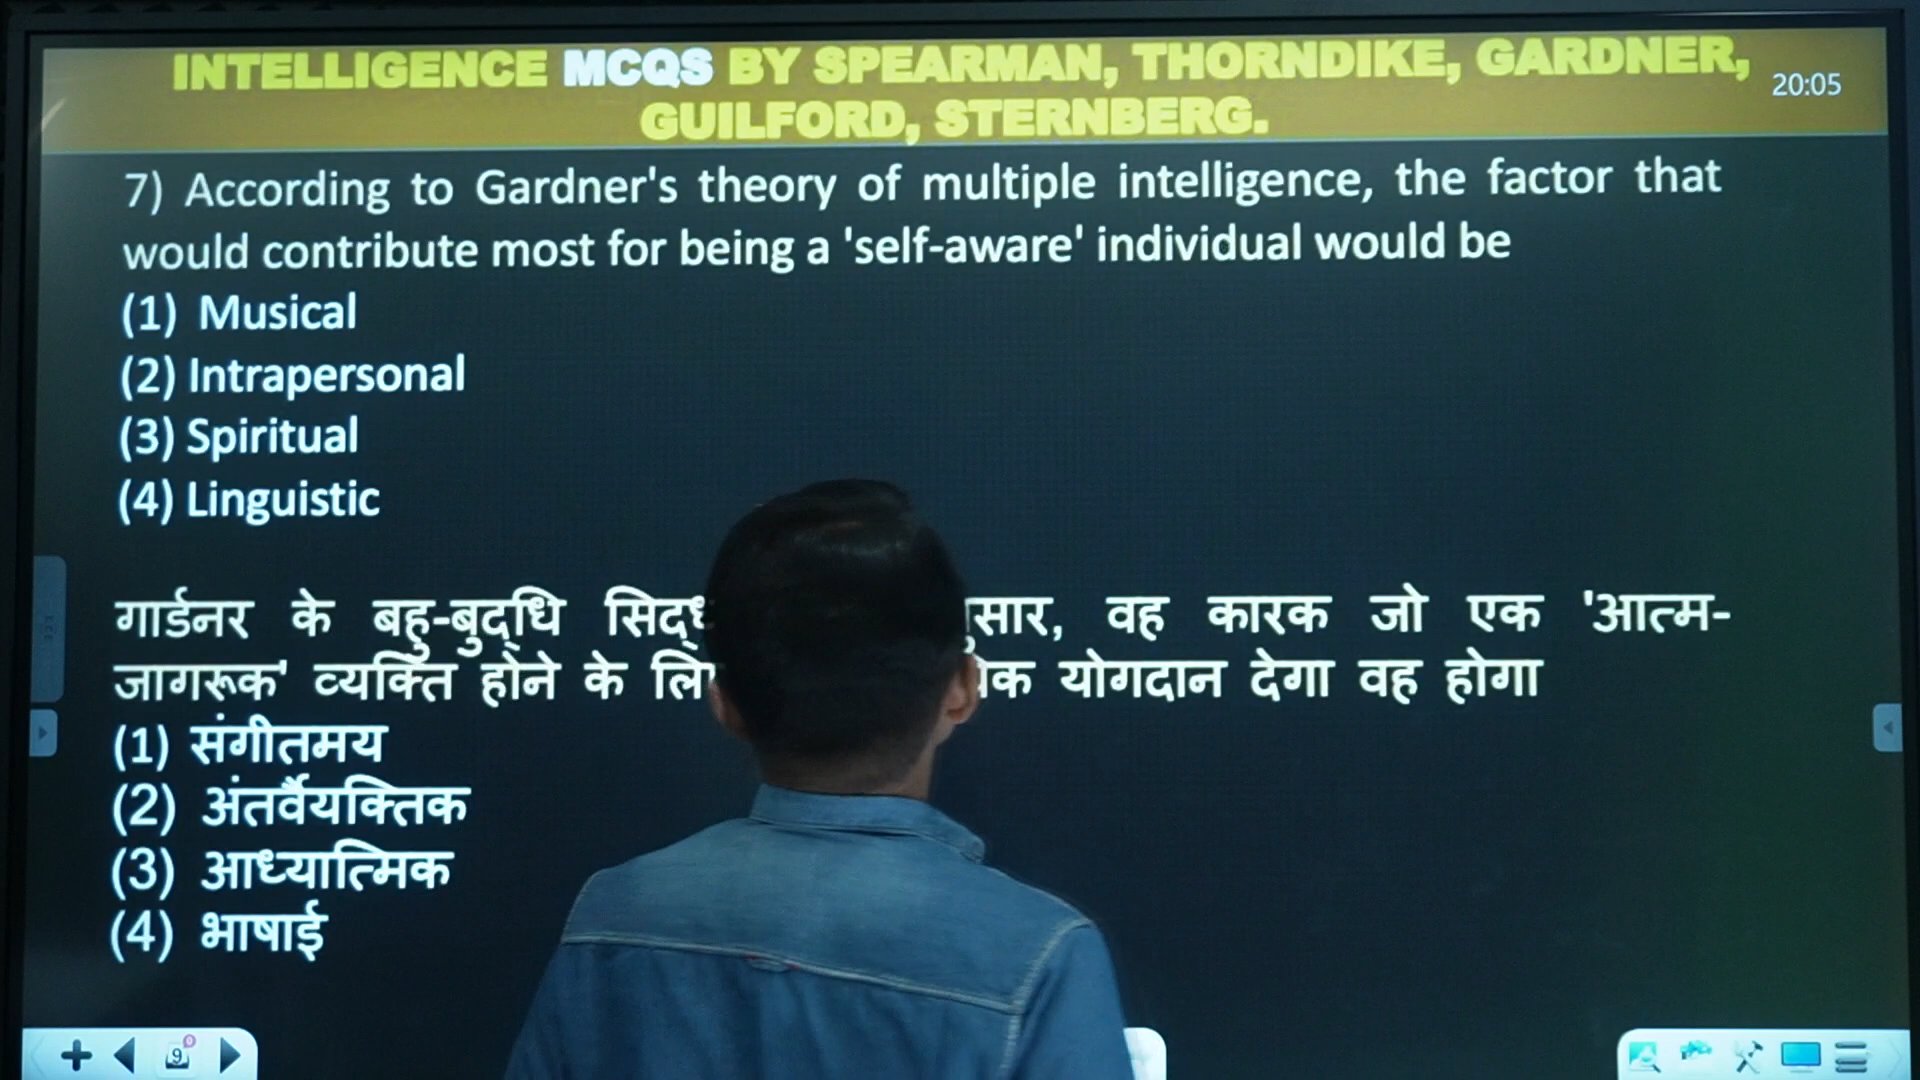 INTELLIGENCE MCQS BY SPEARMAN, THORNDIKE, GARDNER,
GUILFORD, STERNBERG.
20:05
7) According to Gardner's theory of multiple intelligence, the factor that
would contribute most for being a 'self-aware' individual would be
(1) Musical
(2) Intrapersonal
(3) Spiritual
(4) Linguistic
गार्डनर के बहु-बुद्धि वह कारक जो एक 'आत्म-
जागरूक' व्यक्ति होने के योगदान देगा वह होगा
(1) संगीतमय
(2) अंतर्वैयक्तिक
(3) आध्यात्मिक
(4) भाषाई
9
0